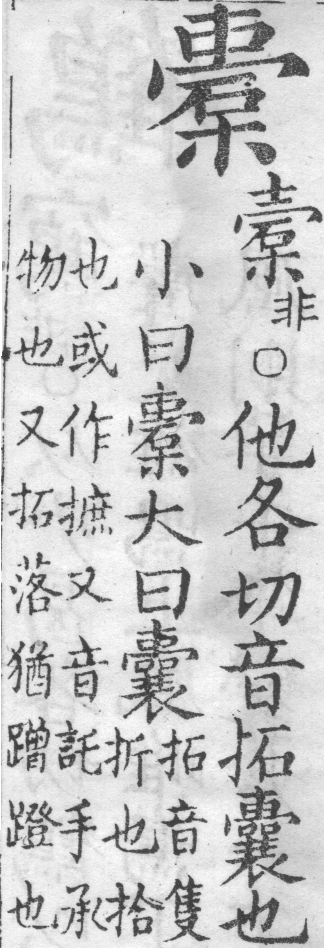 橐
槖非○他各切音拓囊也
小曰橐大曰囊拓音隻
折也拾
也或作摭又音託手承
物也又拓落猶蹭蹬也